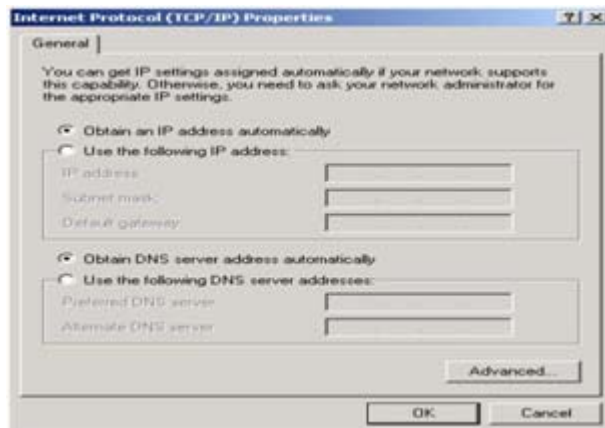 Internet Protocol (TCP/IP) Properties
General
You can get IP settings assigned automatically if your network supports
this capability. Otherwise, you need to ask your network administrator for
the appropriate IP settings.
Obtain an IP address automatically
Use the following IP address:
IP address:
Subnet mask:
Default gateway:
Obtain DNS server address automatically
Use the following DNS server addresses:
Preferred DNS server:
Alternate DNS server:
Advanced...
OK
Cancel